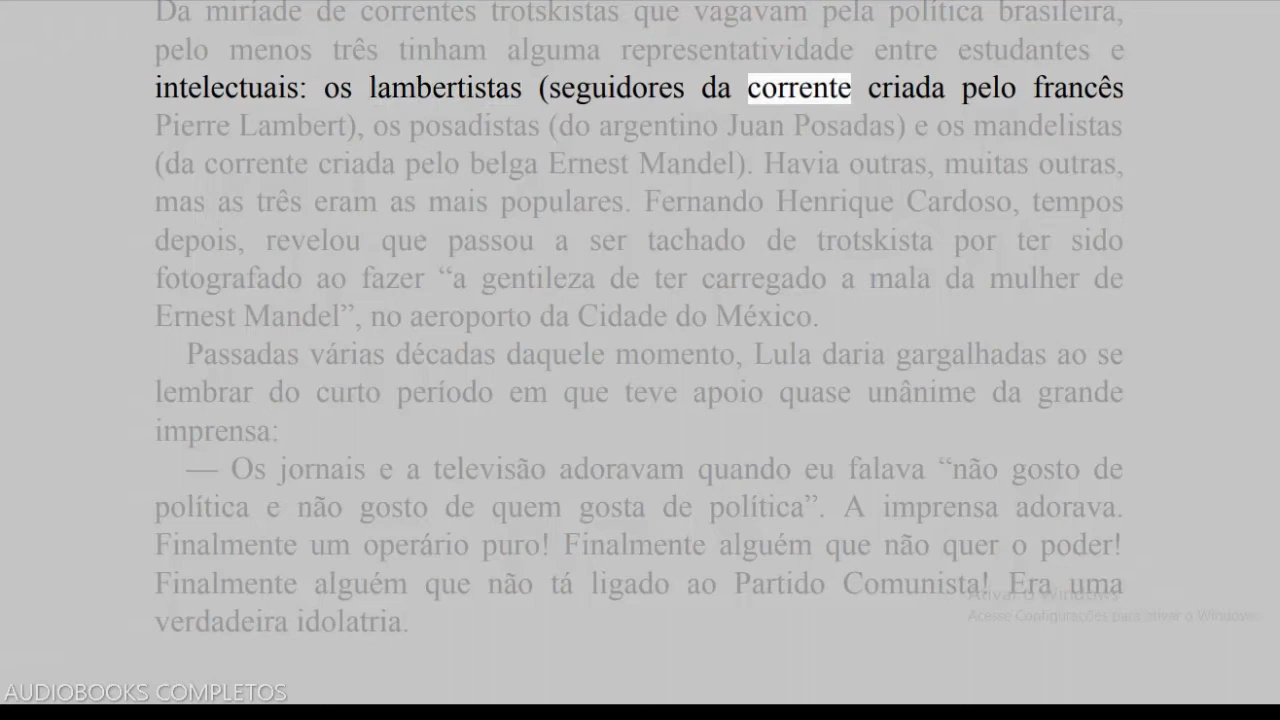 Da miríade de correntes trotskistas que vagavam pela política brasileira,
pelo menos três tinham alguma representatividade entre estudantes e
intelectuais: os lambertistas (seguidores da corrente criada pelo francês
Pierre Lambert), os posadistas (do argentino Juan Posadas) e os mandelistas
(da corrente criada pelo belga Ernest Mandel). Havia outras, muitas outras,
mas as três eram as mais populares. Fernando Henrique Cardoso, tempos
depois, revelou que passou a ser tachado de trotskista por ter sido
fotografado ao fazer “a gentileza de ter carregado a mala da mulher de
Ernest Mandel”, no aeroporto da Cidade do México.
Passadas várias décadas daquele momento, Lula daria gargalhadas ao se
lembrar do curto período em que teve apoio quase unânime da grande
imprensa:
— Os jornais e a televisão adoravam quando eu falava “não gosto de
política e não gosto de quem gosta de política”. A imprensa adorava.
Finalmente um operário puro! Finalmente alguém que não quer o poder!
Finalmente alguém que não tá ligado ao Partido Comunista! Era uma
verdadeira idolatria.
Ativar o Windows
Acesse Configurações para ativar o Windows
AUDIOBOOKS COMPLETOS